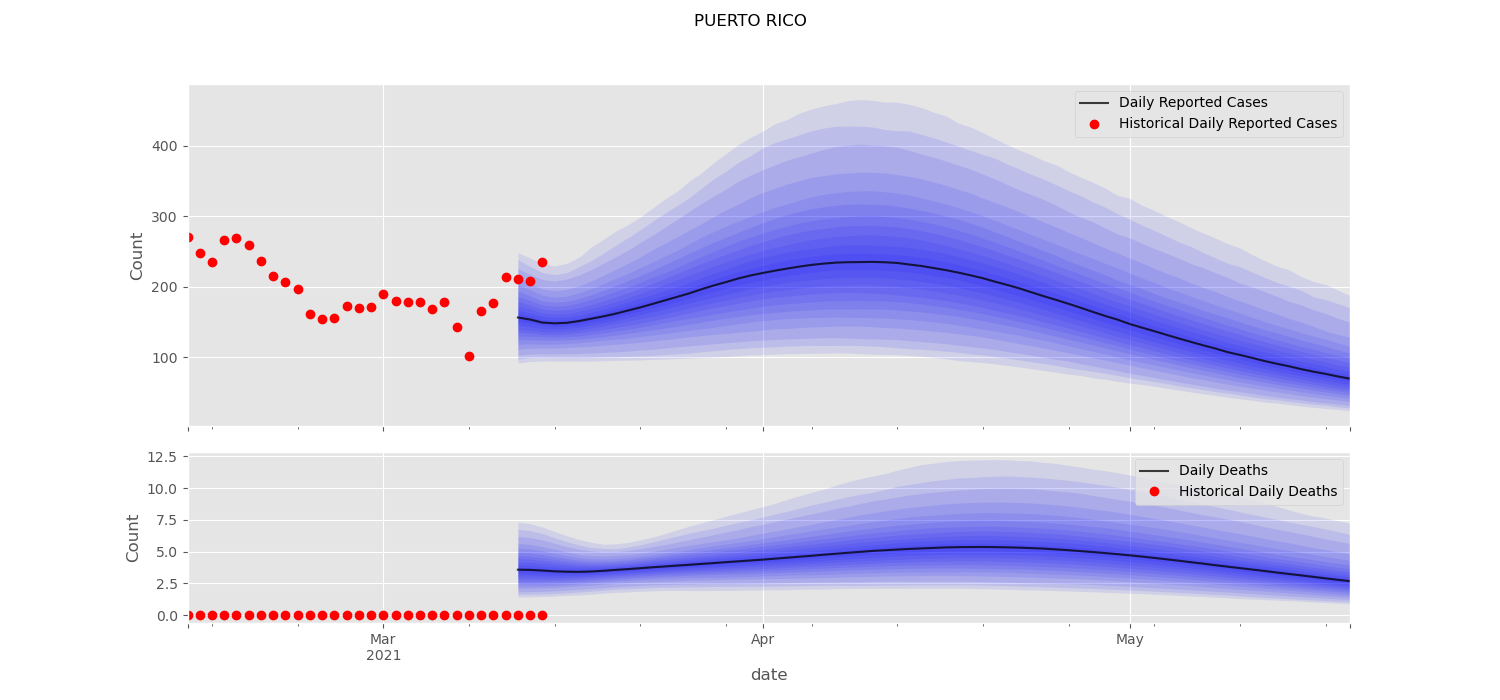 PUERTO RICO
Daily Reported Cases
Historical Daily Reported Cases
400
300
200
100
Count
Daily Deaths
Historical Daily Deaths
12.5
10.0
7.5
5.0
2.5
0.0
Count
Mar
2021
Apr
May
date